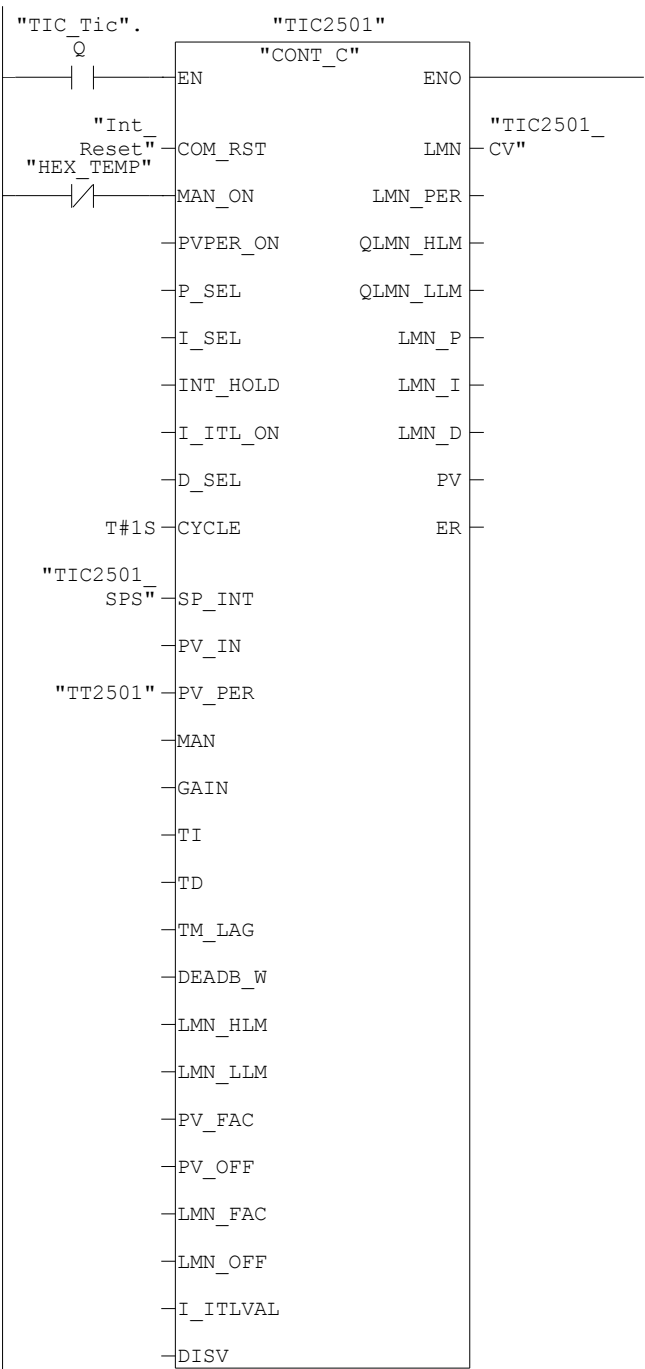 "TIC_Tic".
Q
"TIC2501"
"CONT_C"
EN ENO
"Int_
Reset" COM_RST LMN "TIC2501_
CV"
"HEX_TEMP"
MAN_ON LMN_PER
PVPER_ON QLMN_HLM
P_SEL QLMN_LLM
I_SEL LMN_P
INT_HOLD LMN_I
I_ITL_ON LMN_D
D_SEL PV
T#1S CYCLE ER
"TIC2501_
SPS" SP_INT
PV_IN
"TT2501" PV_PER
MAN
GAIN
TI
TD
TM_LAG
DEADB_W
LMN_HLM
LMN_LLM
PV_FAC
PV_OFF
LMN_FAC
LMN_OFF
I_ITLVAL
DISV